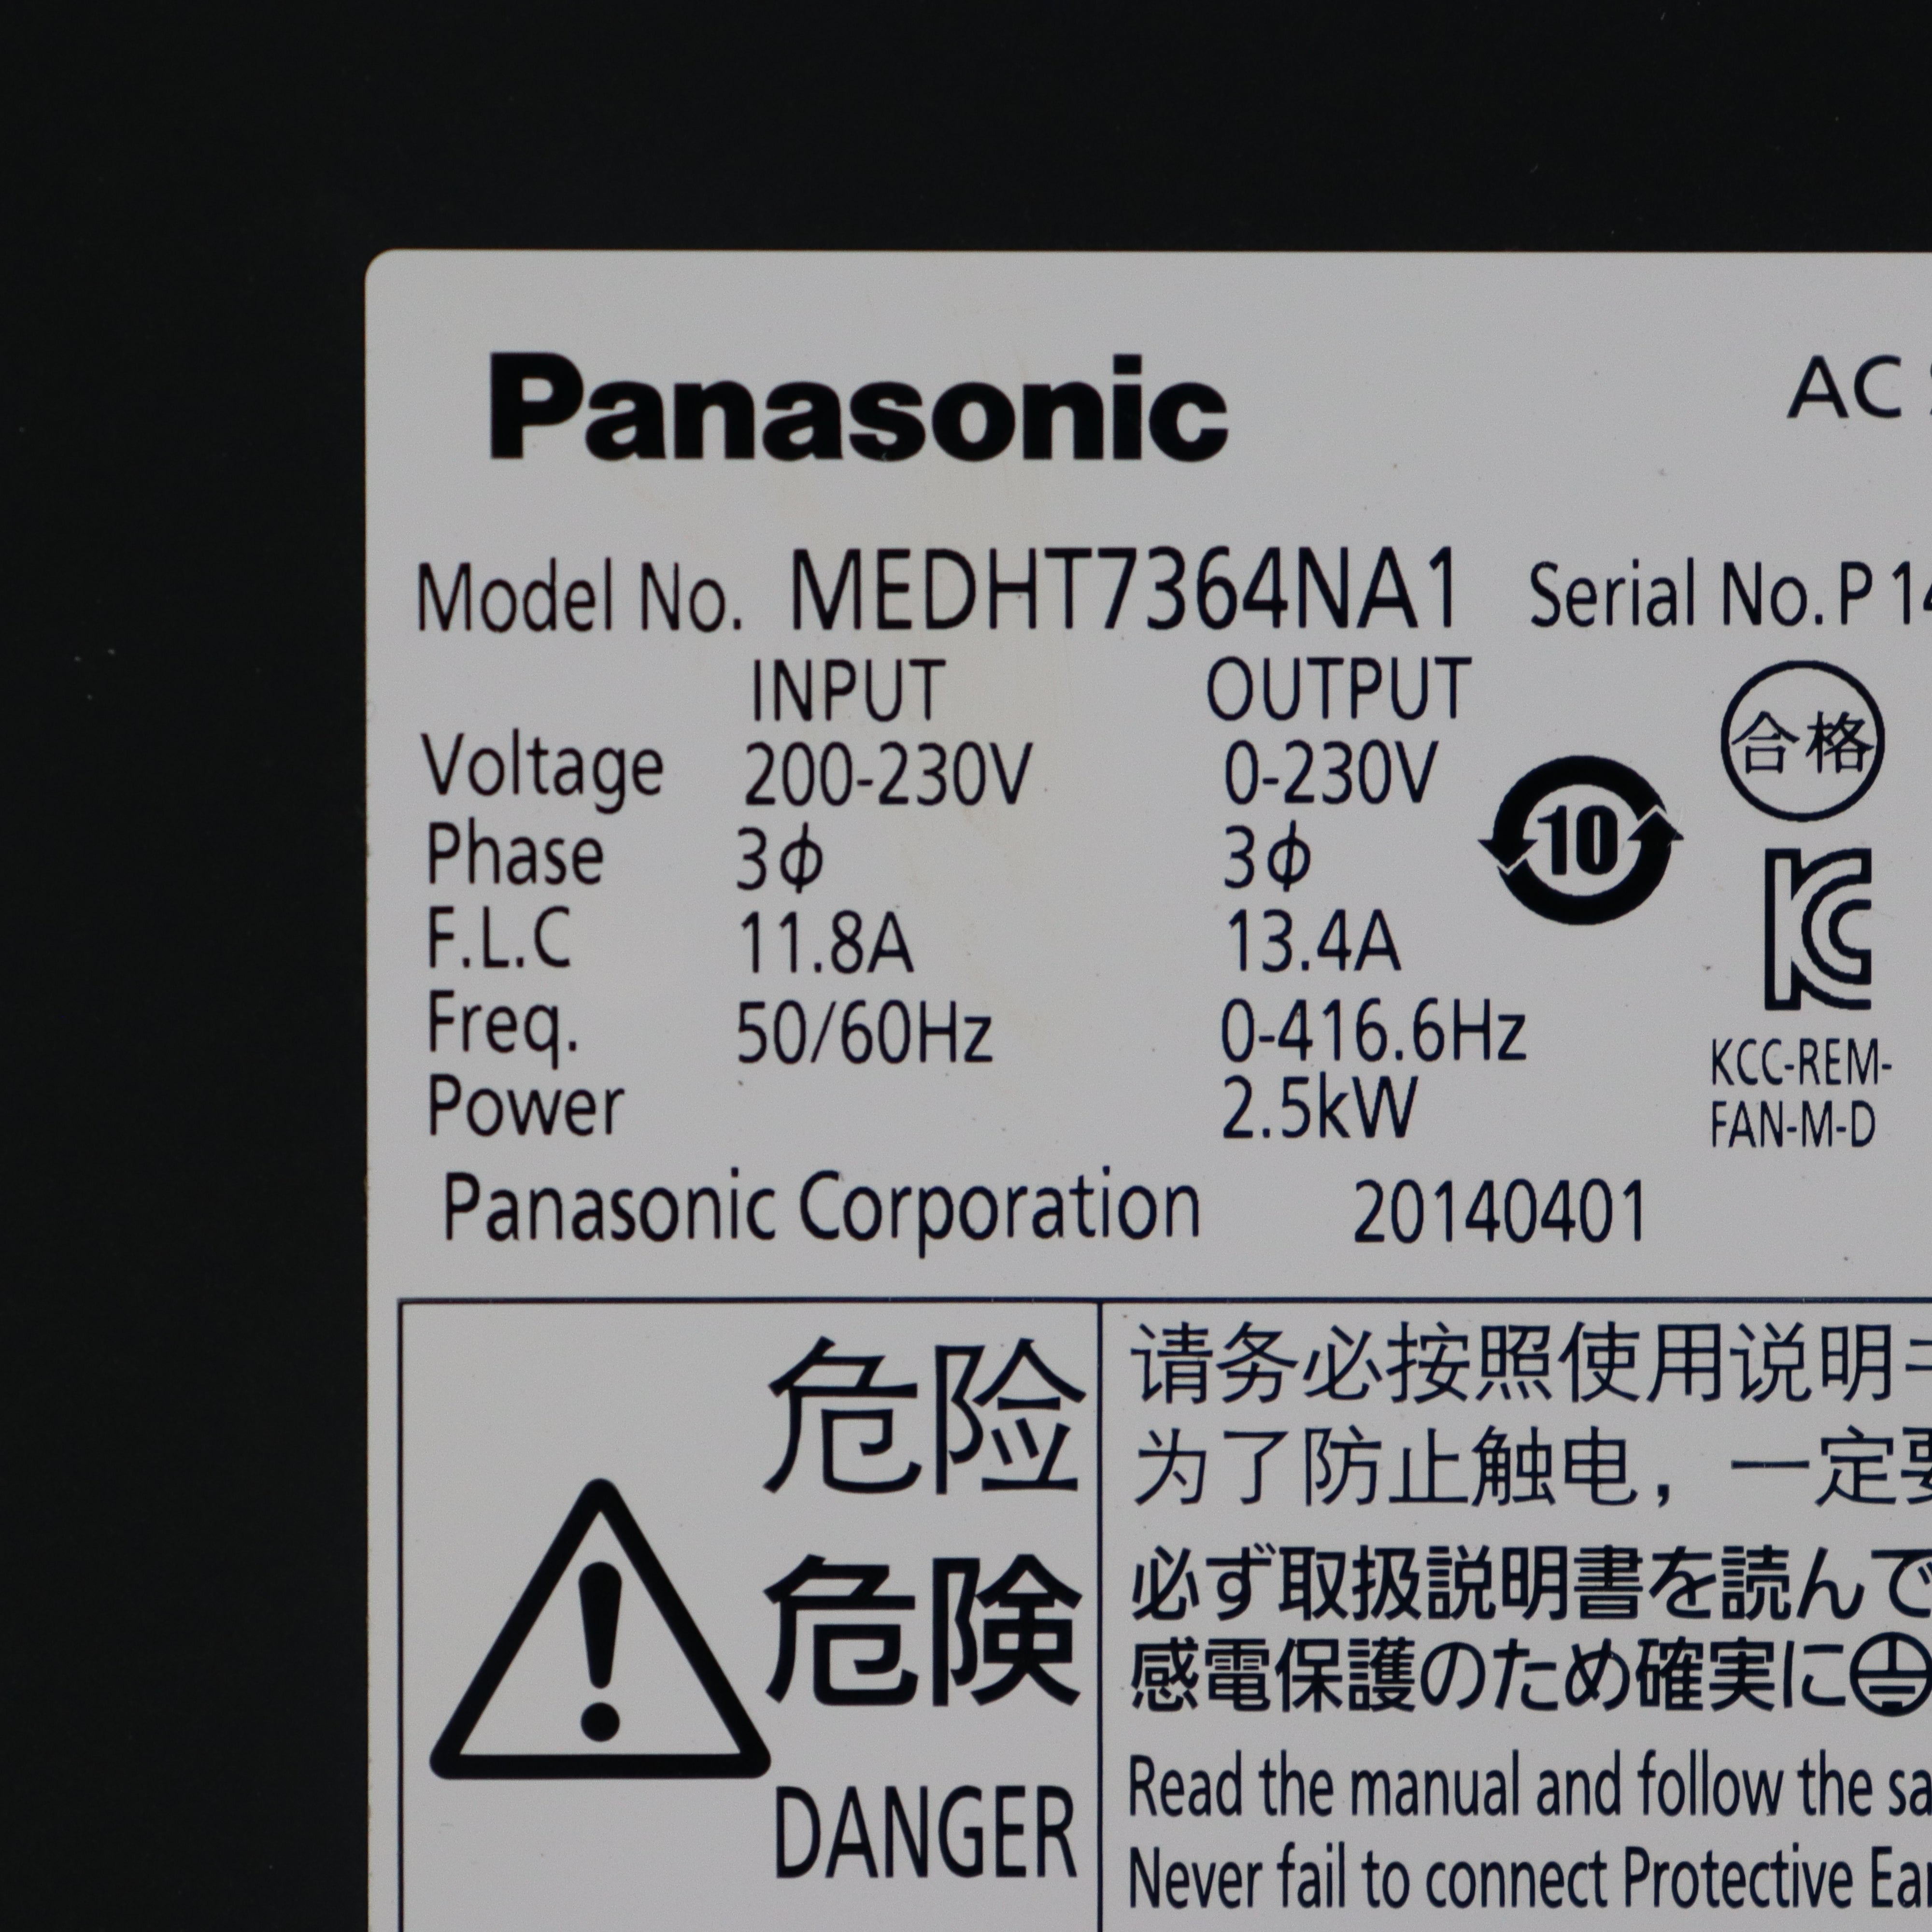 Panasonic
AC
Model No. MEDHT7364NA1 Serial No. P 14
INPUT OUTPUT
Voltage 200-230V 0-230V
Phase 3ϕ 3ϕ
F.L.C 11.8A 13.4A
Freq. 50/60Hz 0-416.6Hz
Power 2.5kW
10
合格
KCC-REM-
FAN-M-D
Panasonic Corporation 20140401
危险
危険
DANGER
请务必按照使用说明
为了防止触电，一定要
必ず取扱説明書を読んで
感電保護のため確実に
Read the manual and follow the
Never fail to connect Protective